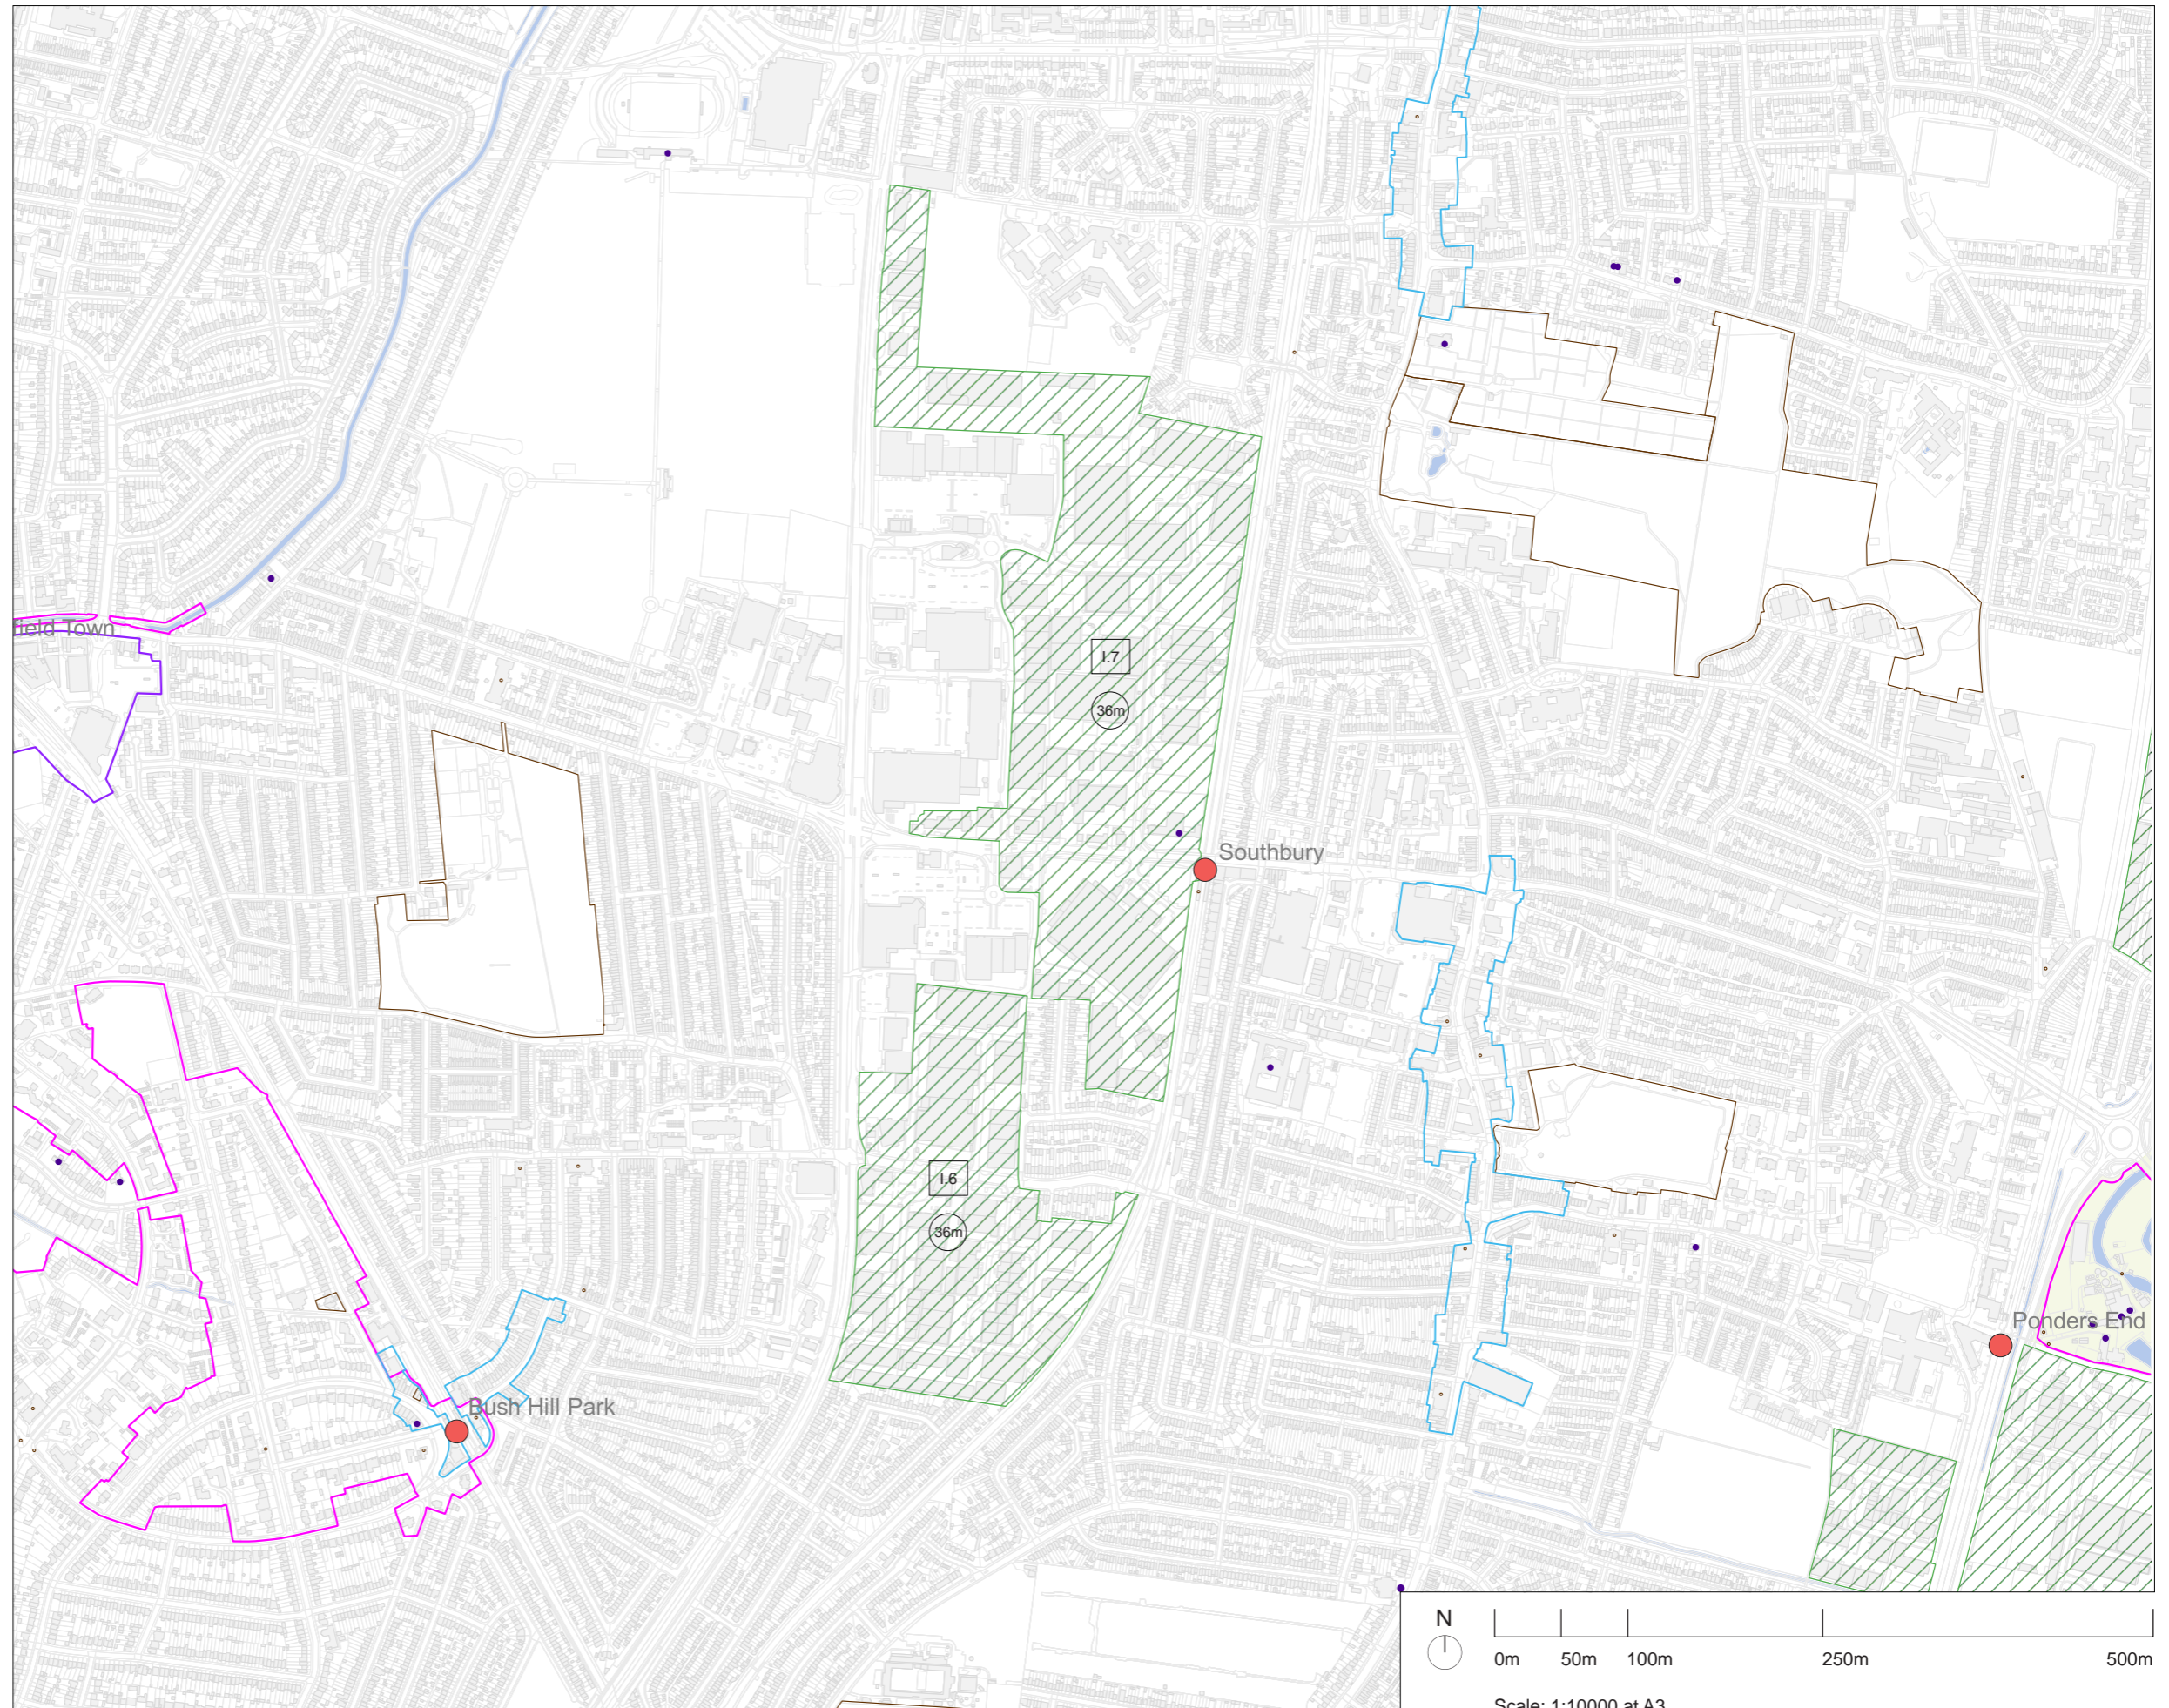 field Town
I.7
36m
Southbury
I.6
36m
Ponders End
Bush Hill Park
N
0m 50m 100m 250m 500m
Scale: 1:10000 at A3